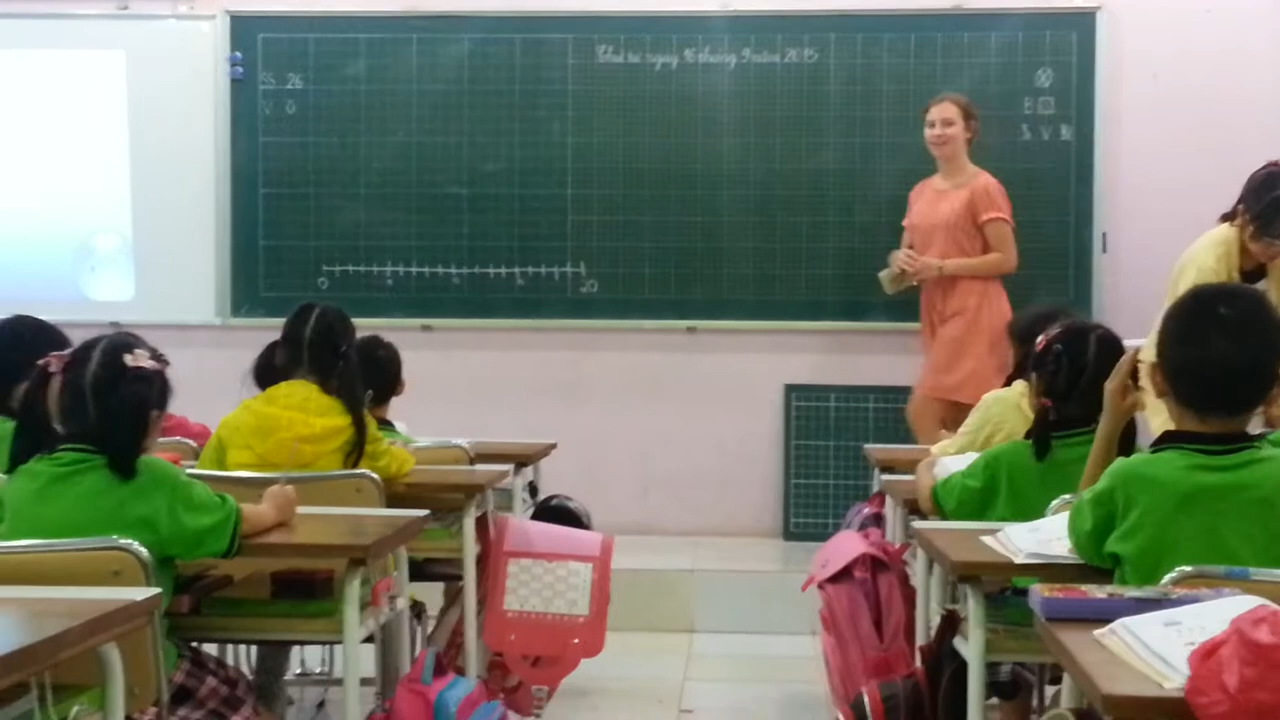 Thứ tư ngày 16 tháng 9 năm 2015
SS 26
V 0
B
V
0 20